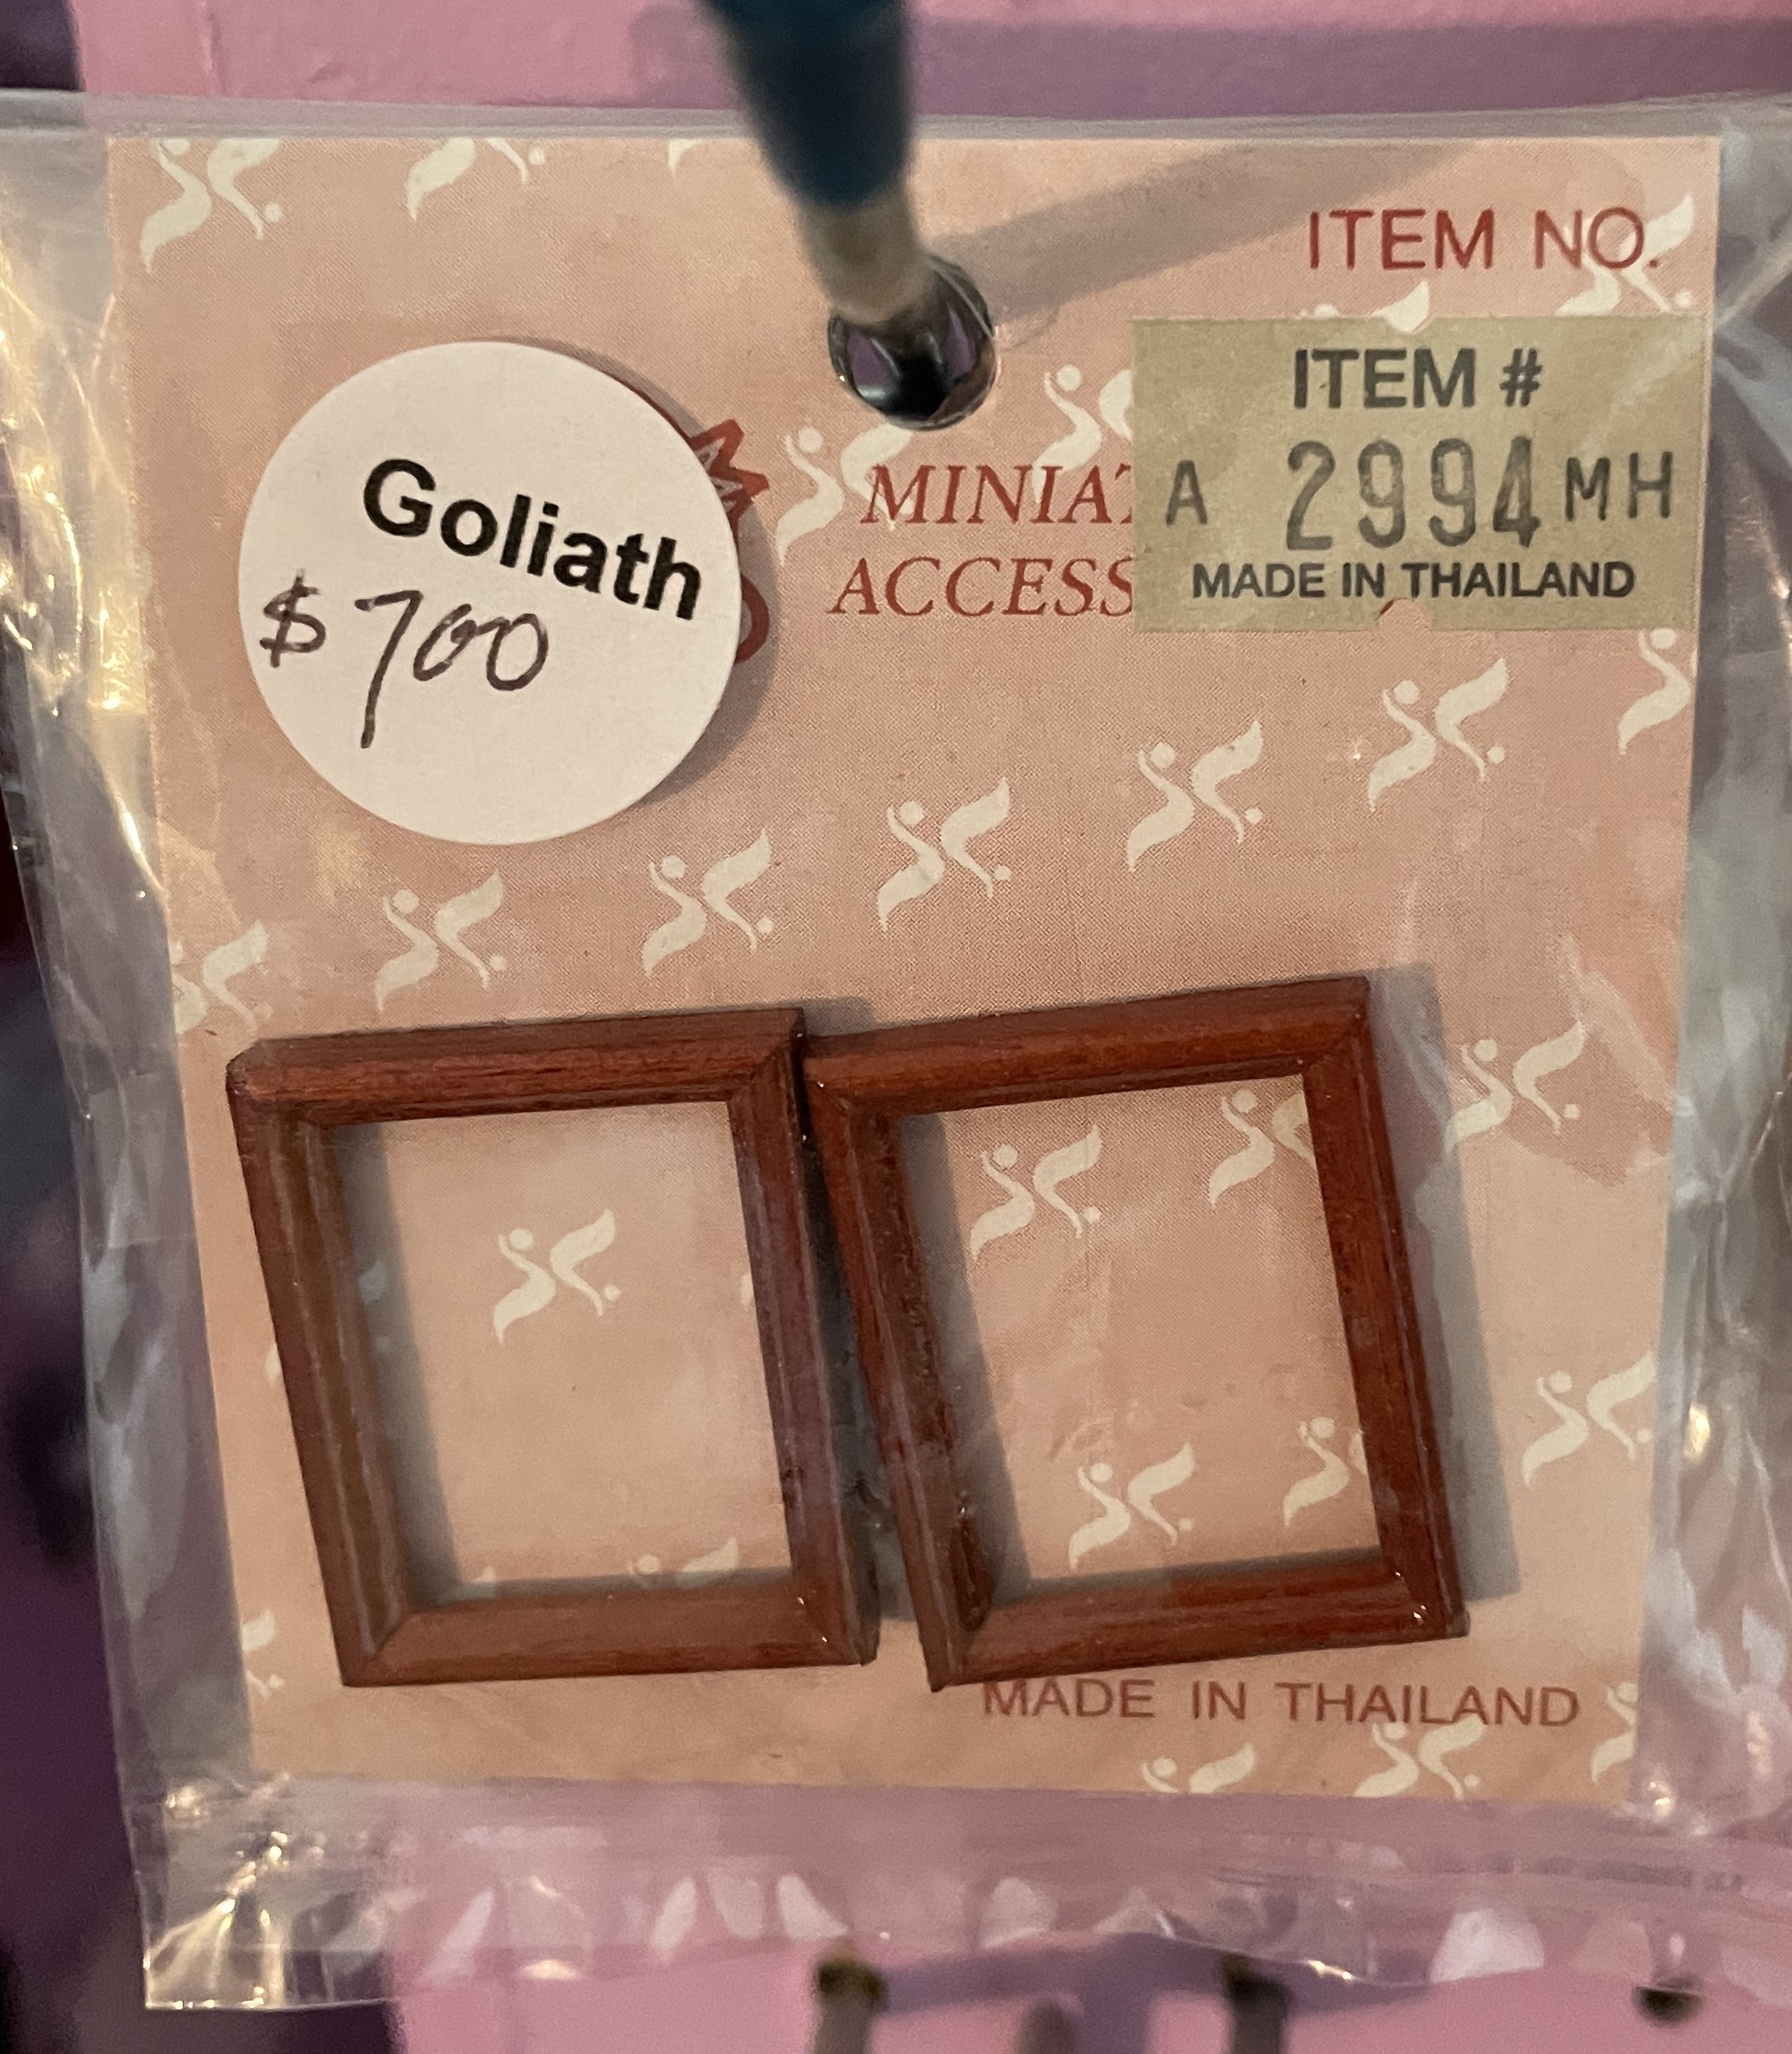 ITEM NO.
ITEM #
A 2994 MH
MADE IN THAILAND
Goliath
$700
MINIAT
ACCESS
MADE IN THAILAND